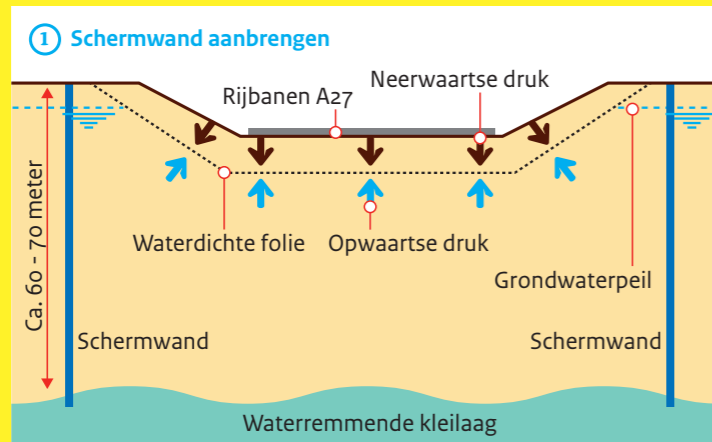 1 Schermwand aanbrengen
Neerwaartse druk
Rijbanen A27
Ca. 60 - 70 meter
Waterdichte folie
Opwaartse druk
Grondwaterpeil
Schermwand
Schermwand
Waterremmende kleilaag